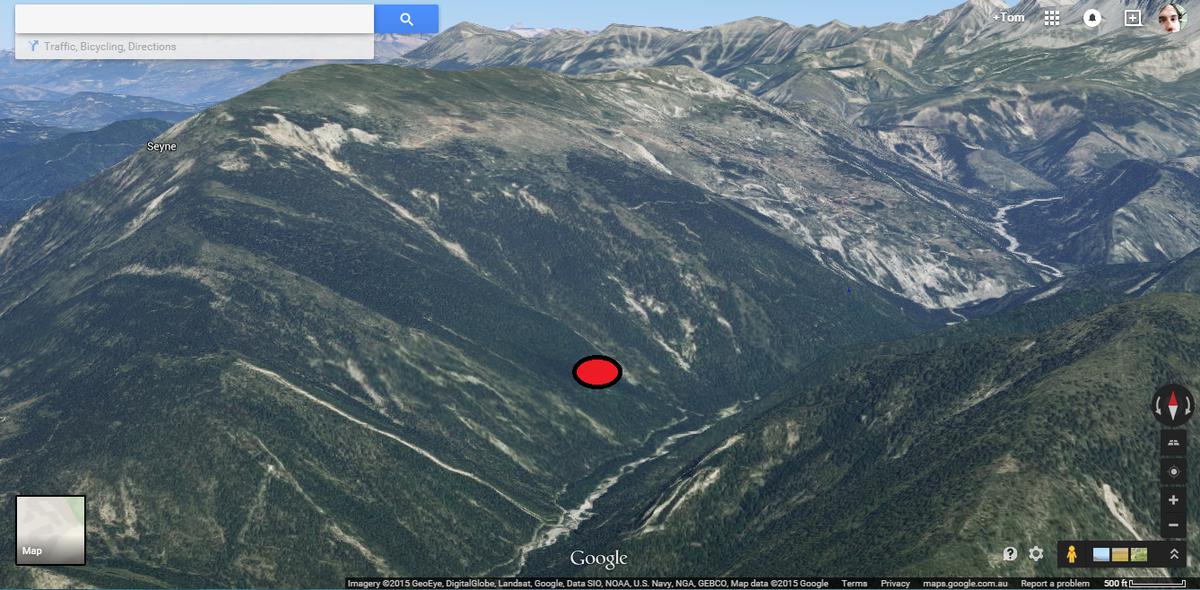 +Tom
Traffic, Bicycling, Directions
Seyne
Map
Google
Imagery ©2015 GeoEye, DigitalGlobe, Landsat, Google, Data SIO, NOAA, U.S. Navy, NGA, GEBCO, Map data ©2015 Google Terms Privacy maps.google.com.au Report a problem 500 ft